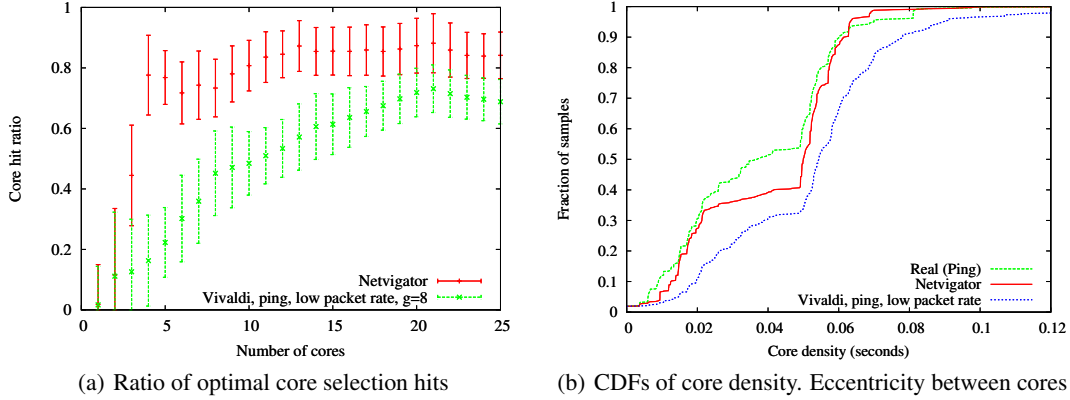 1
0.8
0.6
0.4
0.2
0
Core hit ratio
0 5 10 15 20 25
Number of cores
Netvigator
Vivaldi, ping, low packet rate, g=8
(a) Ratio of optimal core selection hits
1
0.9
0.8
0.7
0.6
0.5
0.4
0.3
0.2
0.1
0
Fraction of samples
0 0.02 0.04 0.06 0.08 0.1 0.12
Core density (seconds)
Real (Ping)
Netvigator
Vivaldi, ping, low packet rate
(b) CDFs of core density. Eccentricity between cores